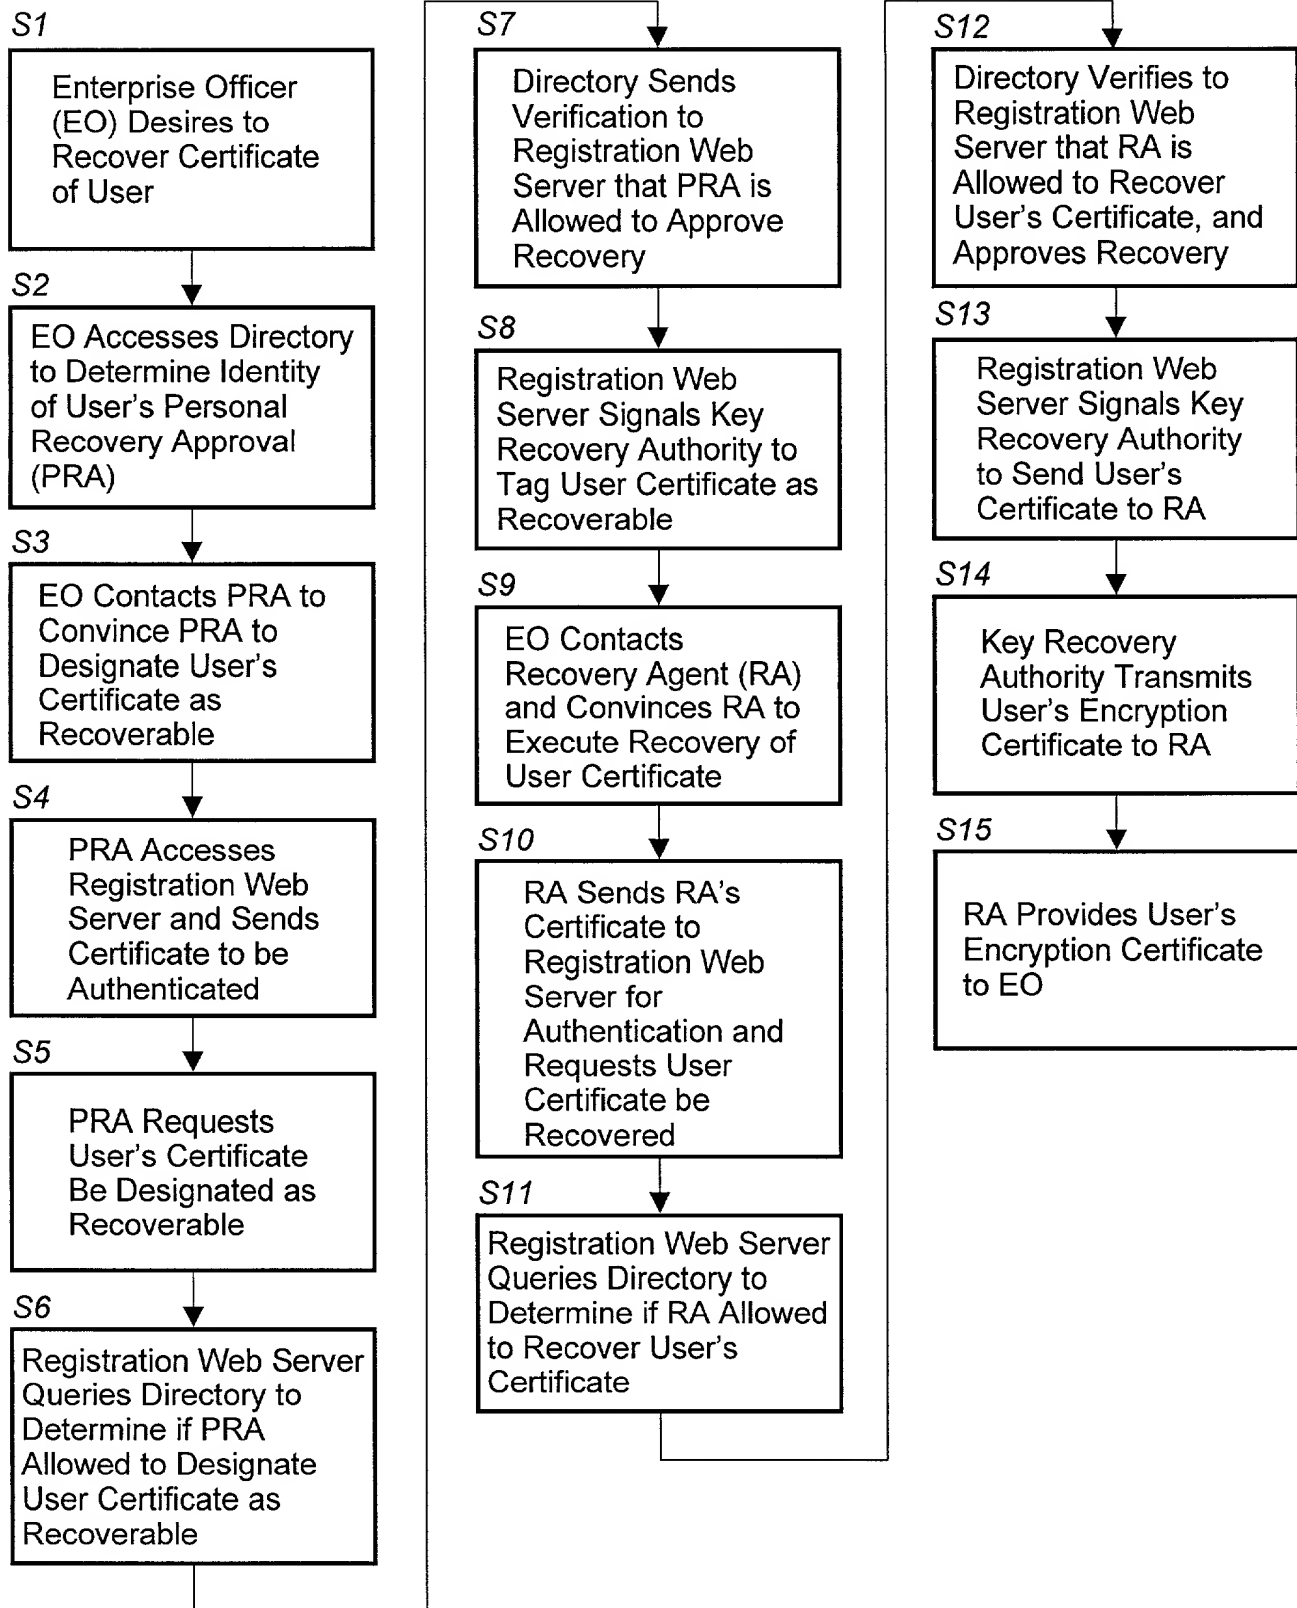 S1
Enterprise Officer
(EO) Desires to
Recover Certificate
of User
S2
EO Accesses Directory
to Determine Identity
of User's Personal
Recovery Approval
(PRA)
S3
EO Contacts PRA to
Convince PRA to
Designate User's
Certificate as
Recoverable
S4
PRA Accesses
Registration Web
Server and Sends
Certificate to be
Authenticated
S5
PRA Requests
User's Certificate
Be Designated as
Recoverable
S6
Registration Web Server
Queries Directory to
Determine if PRA
Allowed to Designate
User Certificate as
Recoverable
S7
Directory Sends
Verification to
Registration Web
Server that PRA is
Allowed to Approve
Recovery
S8
Registration Web
Server Signals Key
Recovery Authority to
Tag User Certificate as
Recoverable
S9
EO Contacts
Recovery Agent (RA)
and Convinces RA to
Execute Recovery of
User Certificate
S10
RA Sends RA's
Certificate to
Registration Web
Server for
Authentication and
Requests User
Certificate be
Recovered
S11
Registration Web Server
Queries Directory to
Determine if RA Allowed
to Recover User's
Certificate
S12
Directory Verifies to
Registration Web
Server that RA is
Allowed to Recover
User's Certificate, and
Approves Recovery
S13
Registration Web
Server Signals Key
Recovery Authority
to Send User's
Certificate to RA
S14
Key Recovery
Authority Transmits
User's Encryption
Certificate to RA
S15
RA Provides User's
Encryption Certificate
to EO